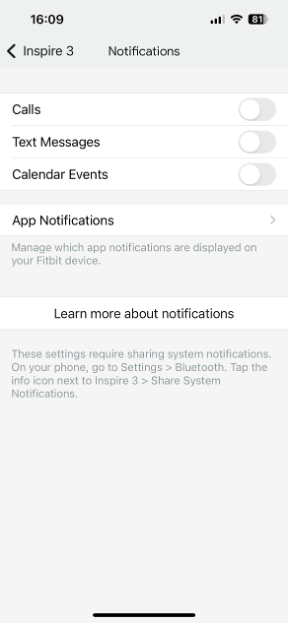 16:09
81
Inspire 3
Notifications
Calls
Text Messages
Calendar Events
App Notifications
Manage which app notifications are displayed on
your Fitbit device.
Learn more about notifications
These settings require sharing system notifications.
On your phone, go to Settings > Bluetooth. Tap the
info icon next to Inspire 3 > Share System
Notifications.